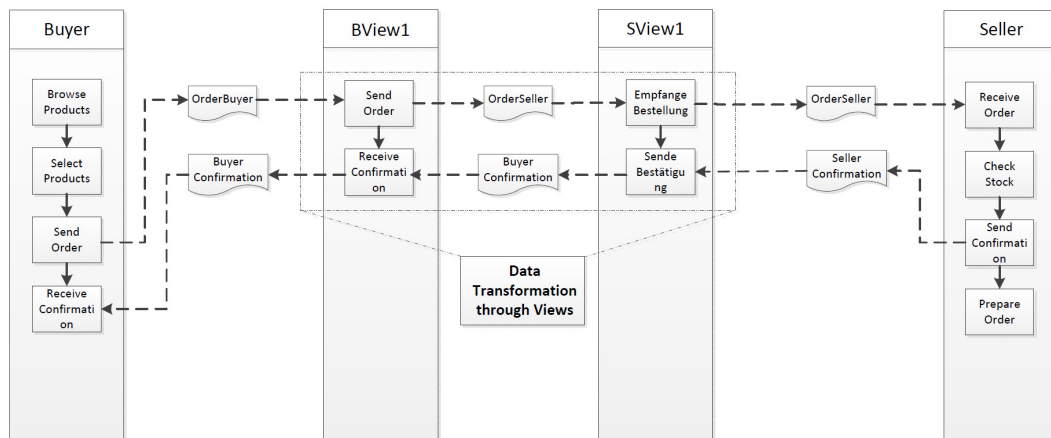 Buyer
BView1
SView1
Seller
Browse
Products
OrderBuyer
Send
Order
OrderSeller
Empfange
Bestellung
OrderSeller
Receive
Order
Select
Products
Buyer
Confirmation
Receive
Confirmati
on
Buyer
Confirmation
Sende
Bestätigu
ng
Seller
Confirmation
Check
Stock
Send
Order
Send
Confirmati
on
Receive
Confirmati
on
Data
Transformation
through Views
Prepare
Order